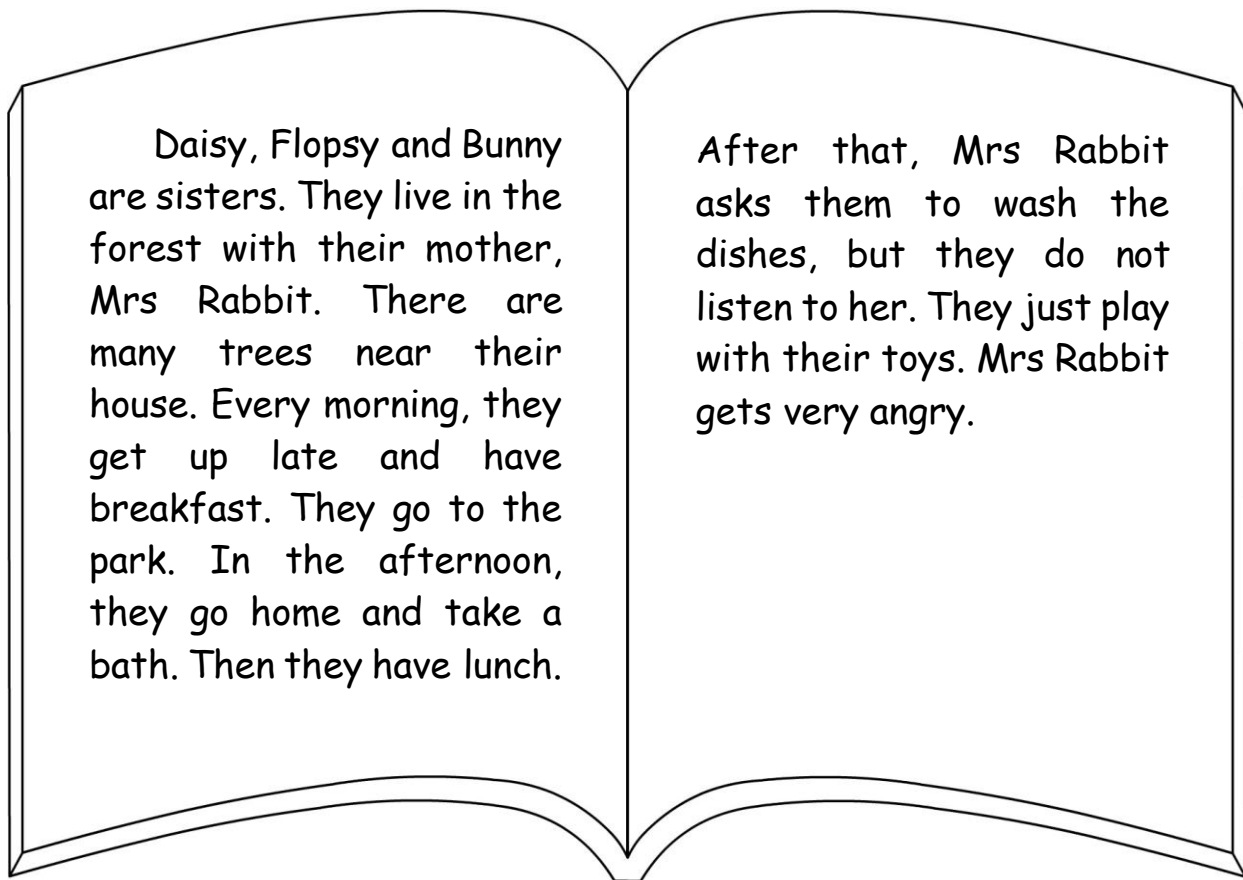 Daisy, Flopsy and Bunny
are sisters. They live in the
forest with their mother,
Mrs Rabbit. There are
many trees near their
house. Every morning, they
get up late and have
breakfast. They go to the
park. In the afternoon,
they go home and take a
bath. Then they have lunch.
After that, Mrs Rabbit
asks them to wash the
dishes, but they do not
listen to her. They just play
with their toys. Mrs Rabbit
gets very angry.